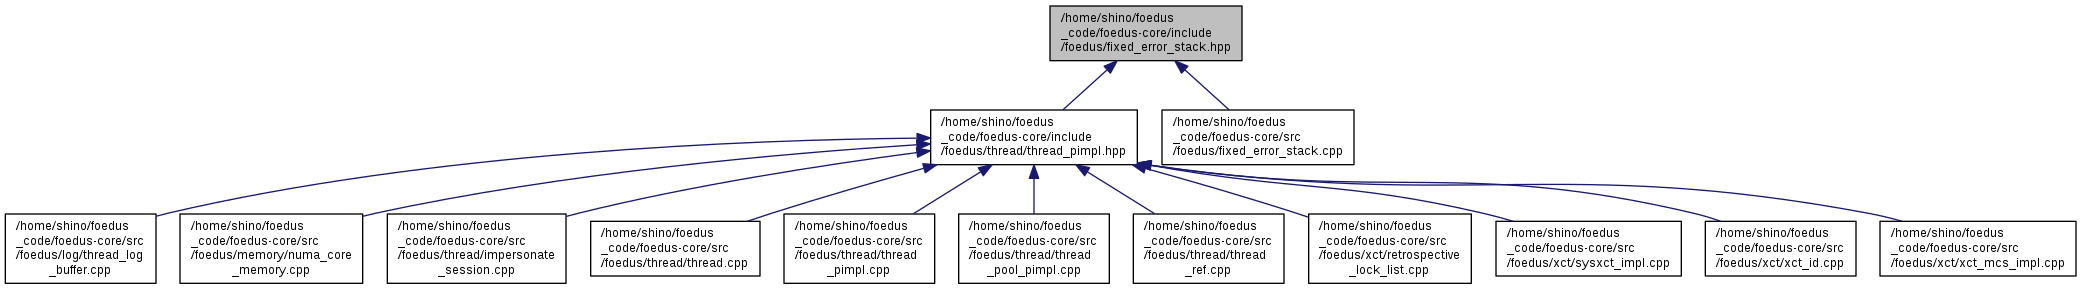 /home/shino/foedus
_code/foedus-core/include
/foedus/fixed_error_stack.hpp
/home/shino/foedus
_code/foedus-core/include
/foedus/thread/thread_pimpl.hpp
/home/shino/foedus
_code/foedus-core/src
/foedus/fixed_error_stack.cpp
/home/shino/foedus
_code/foedus-core/src
/foedus/log/thread_log
_buffer.cpp
/home/shino/foedus
_code/foedus-core/src
/foedus/memory/numa_core
_memory.cpp
/home/shino/foedus
_code/foedus-core/src
/foedus/thread/impersonate
_session.cpp
/home/shino/foedus
_code/foedus-core/src
/foedus/thread/thread.cpp
/home/shino/foedus
_code/foedus-core/src
/foedus/thread/thread
_pimpl.cpp
/home/shino/foedus
_code/foedus-core/src
/foedus/thread/thread
_pool_pimpl.cpp
/home/shino/foedus
_code/foedus-core/src
/foedus/thread/thread
_ref.cpp
/home/shino/foedus
_code/foedus-core/src
/foedus/xct/retrospective
_lock_list.cpp
/home/shino/foedus
_code/foedus-core/src
/foedus/xct/sysxct_impl.cpp
/home/shino/foedus
_code/foedus-core/src
/foedus/xct/xct_id.cpp
/home/shino/foedus
_code/foedus-core/src
/foedus/xct/xct_mcs_impl.cpp